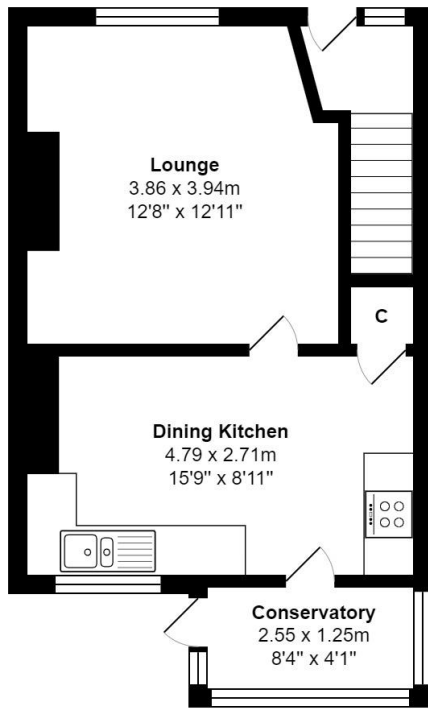 Lounge
3.86 x 3.94m
12'8" x 12'11"
C
Dining Kitchen
4.79 x 2.71m
15'9" x 8'11"
Conservatory
2.55 x 1.25m
8'4" x 4'1"